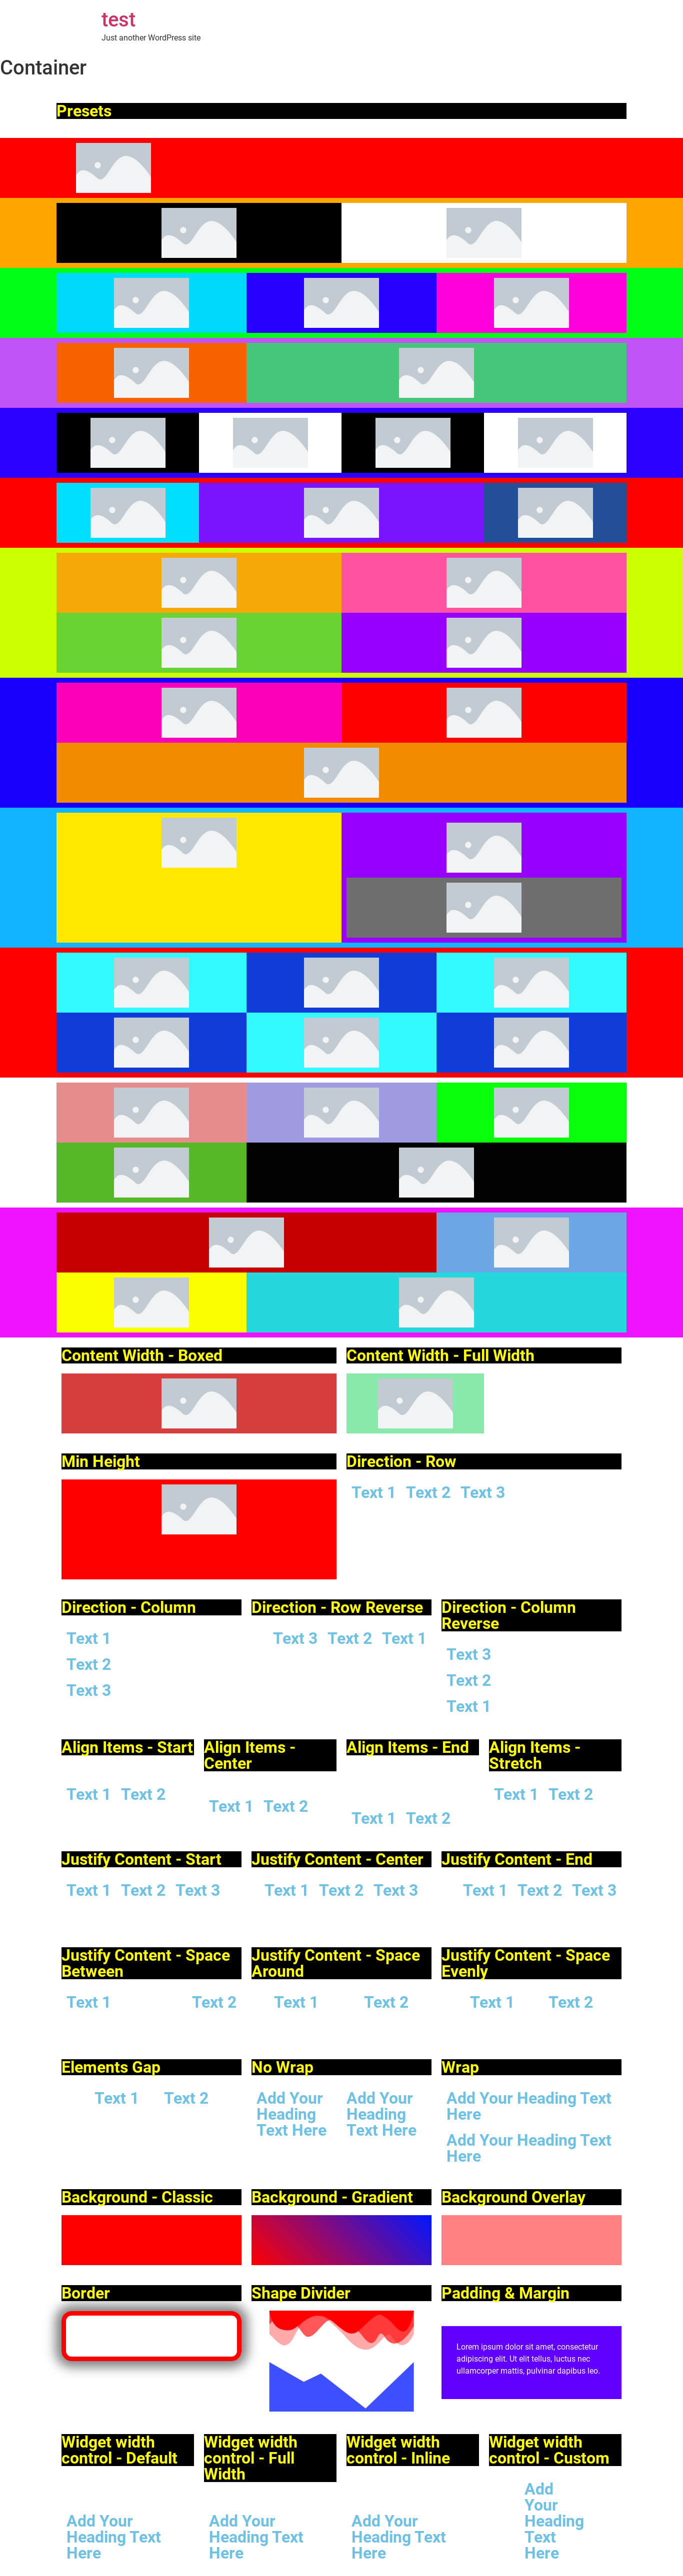 test
Just another WordPress site
Container
Presets
Content Width - Boxed
Content Width - Full Width
Min Height
Direction - Row
Text 1 Text 2 Text 3
Direction - Column
Text 1
Text 2
Text 3
Direction - Row Reverse
Text 3 Text 2 Text 1
Direction - Column
Reverse
Text 3
Text 2
Text 1
Align Items - Start
Text 1 Text 2
Align Items -
Center
Text 1 Text 2
Align Items - End
Text 1 Text 2
Align Items -
Stretch
Text 1 Text 2
Justify Content - Start
Text 1 Text 2 Text 3
Justify Content - Center
Text 1 Text 2 Text 3
Justify Content - End
Text 1 Text 2 Text 3
Justify Content - Space
Between
Text 1 Text 2
Justify Content - Space
Around
Text 1 Text 2
Justify Content - Space
Evenly
Text 1 Text 2
Elements Gap
Text 1 Text 2
No Wrap
Add Your
Heading
Text Here
Add Your
Heading
Text Here
Wrap
Add Your Heading Text
Here
Add Your Heading Text
Here
Background - Classic
Background - Gradient
Background Overlay
Border
Shape Divider
Padding & Margin
Lorem ipsum dolor sit amet, consectetur
adipiscing elit. Ut elit tellus, luctus nec
ullamcorper mattis, pulvinar dapibus leo.
Widget width
control - Default
Add Your
Heading Text
Here
Widget width
control - Full
Width
Add Your
Heading Text
Here
Widget width
control - Inline
Add Your
Heading Text
Here
Widget width
control - Custom
Add
Your
Heading
Text
Here